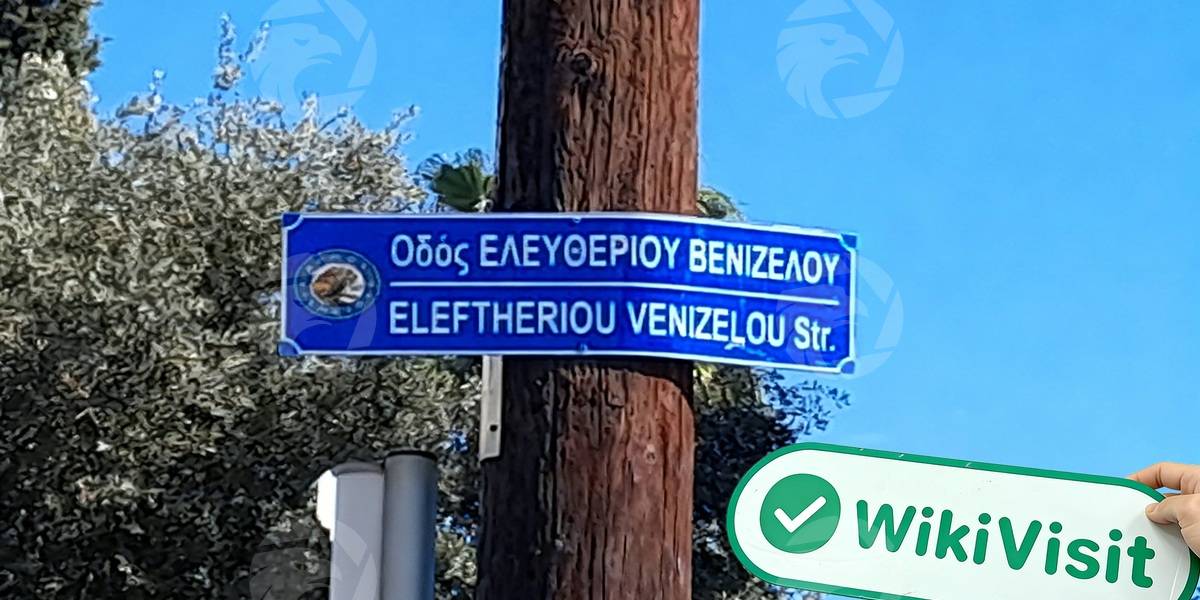 Οδός ΕΛΕΥΘΕΡΙΟΥ ΒΕΝΙΖΕΛΟΥ
ELEFTHERIOU VENIZELOU Str.
WikiVisit